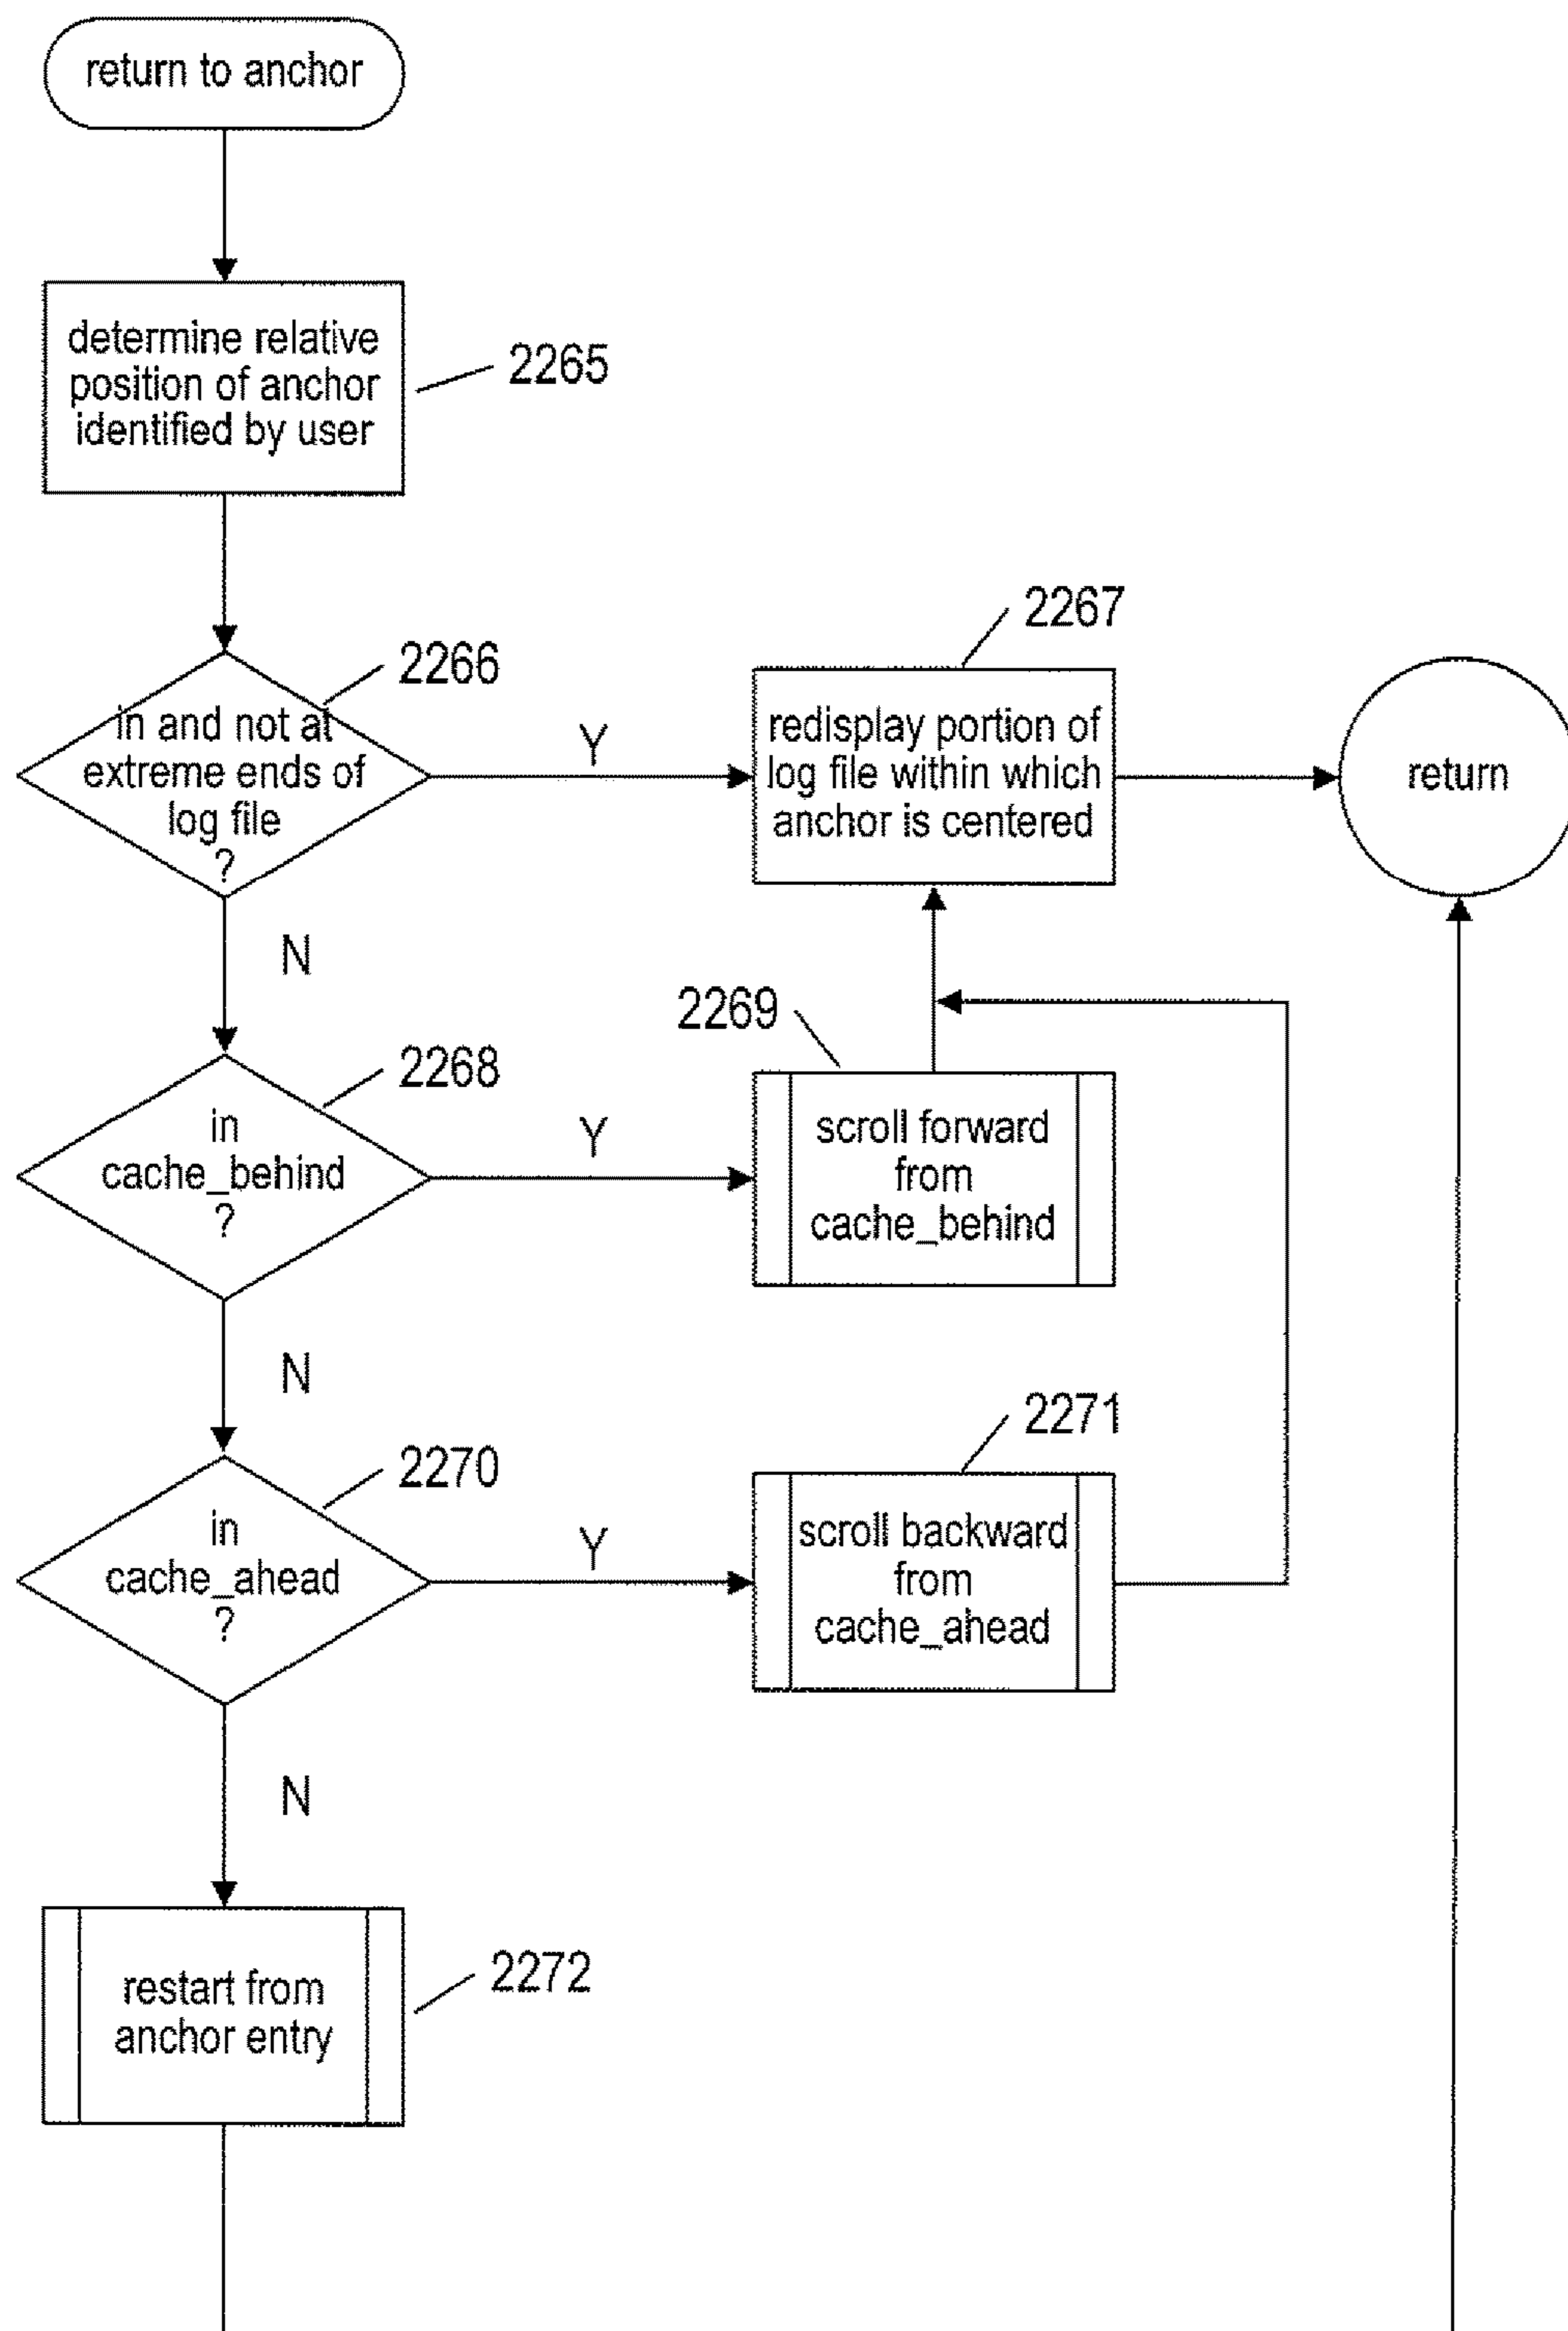 return to anchor
determine relative
position of anchor
identified by user
2265
2266
in and not at
extreme ends of
log file
?
Y
N
2267
redisplay portion of
log file within which
anchor is centered
return
2268
in
cache_behind
?
Y
N
2269
scroll forward
from
cache_behind
2270
in
cache_ahead
?
Y
N
2271
scroll backward
from
cache_ahead
restart from
anchor entry
2272